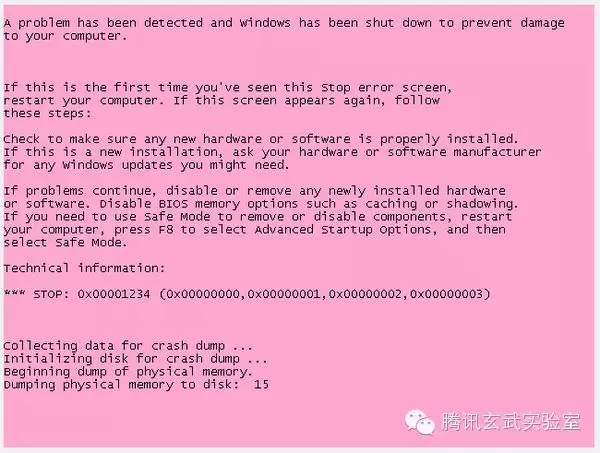 A problem has been detected and Windows has been shut down to prevent damage
to your computer.
If this is the first time you've seen this Stop error screen,
restart your computer. If this screen appears again, follow
these steps:
Check to make sure any new hardware or software is properly installed.
If this is a new installation, ask your hardware or software manufacturer
for any Windows updates you might need.
If problems continue, disable or remove any newly installed hardware
or software. Disable BIOS memory options such as caching or shadowing.
If you need to use Safe Mode to remove or disable components, restart
your computer, press F8 to select Advanced Startup Options, and then
select Safe Mode.
Technical information:
*** STOP: 0x00001234 (0x00000000,0x00000001,0x00000002,0x00000003)
Collecting data for crash dump ...
Initializing disk for crash dump ...
Beginning dump of physical memory.
Dumping physical memory to disk:  15
腾讯玄武实验室